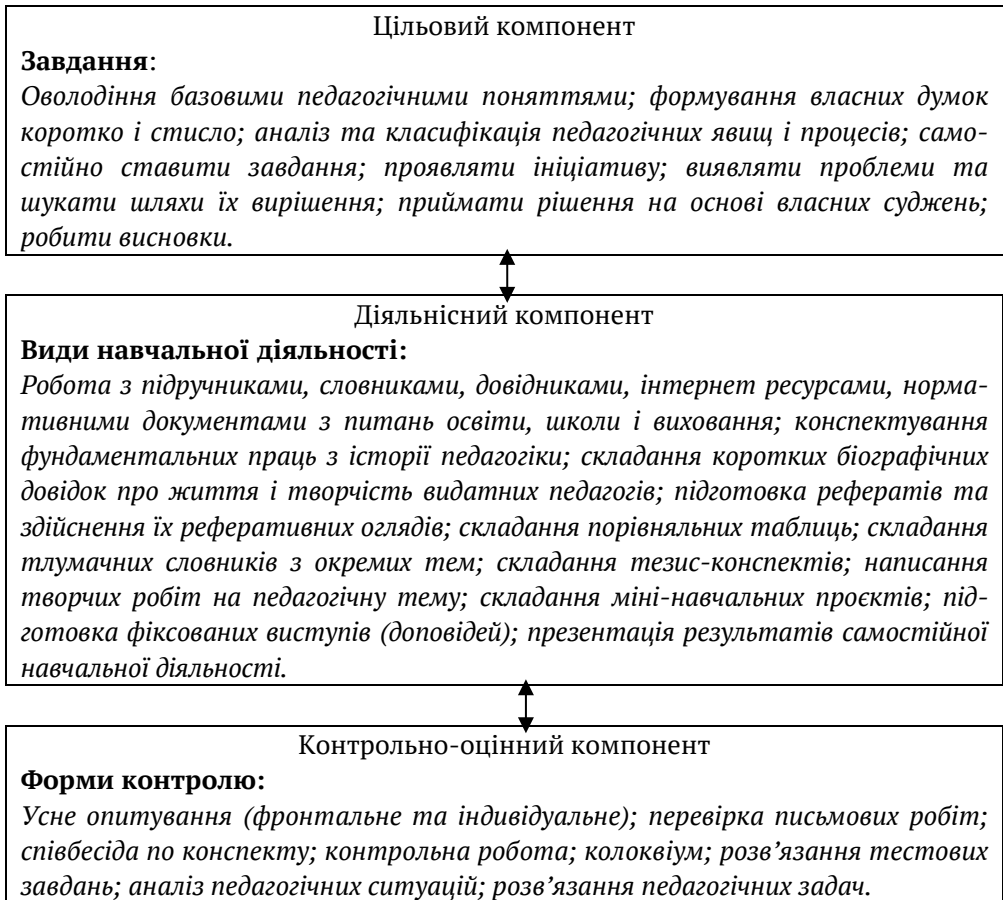 Цільовий компонент
Завдання:
Оволодіння базовими педагогічними поняттями; формування власних думок
коротко і стисло; аналіз та класифікація педагогічних явищ і процесів; само-
стійно ставити завдання; проявляти ініціативу; виявляти проблеми та
шукати шляхи їх вирішення; приймати рішення на основі власних суджень;
робити висновки.
Діяльнісний компонент
Види навчальної діяльності:
Робота з підручниками, словниками, довідниками, інтернет ресурсами, норма-
тивними документами з питань освіти, школи і виховання; конспектування
фундаментальних праць з історії педагогіки; складання коротких біографічних
довідок про життя і творчість видатних педагогів; підготовка рефератів та
здійснення їх реферативних оглядів; складання порівняльних таблиць; складання
тлумачних словників з окремих тем; складання тезис-конспектів; написання
творчих робіт на педагогічну тему; складання міні-навчальних проєктів; під-
готовка фіксованих виступів (доповідей); презентація результатів самостійної
навчальної діяльності.
Контрольно-оцінний компонент
Форми контролю:
Усне опитування (фронтальне та індивідуальне); перевірка письмових робіт;
співбесіда по конспекту; контрольна робота; колоквіум; розв’язання тестових
завдань; аналіз педагогічних ситуацій; розв’язання педагогічних задач.